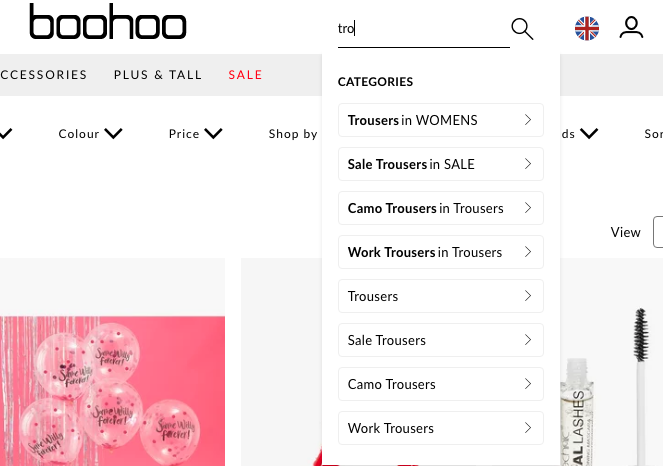 boohoo
tro
CCESSORIES PLUS & TALL SALE
CATEGORIES
Colour Price Shop by ds Sor
Trousers in WOMENS
Sale Trousers in SALE
Camo Trousers in Trousers
View
Work Trousers in Trousers
Trousers
Sale Trousers
Camo Trousers
Work Trousers
Same Willy
Forever!
Same Willy
Forever!
Same Willy
Forever!
Same Willy
Forever!
Same Willy
Forever!
AL LASHES